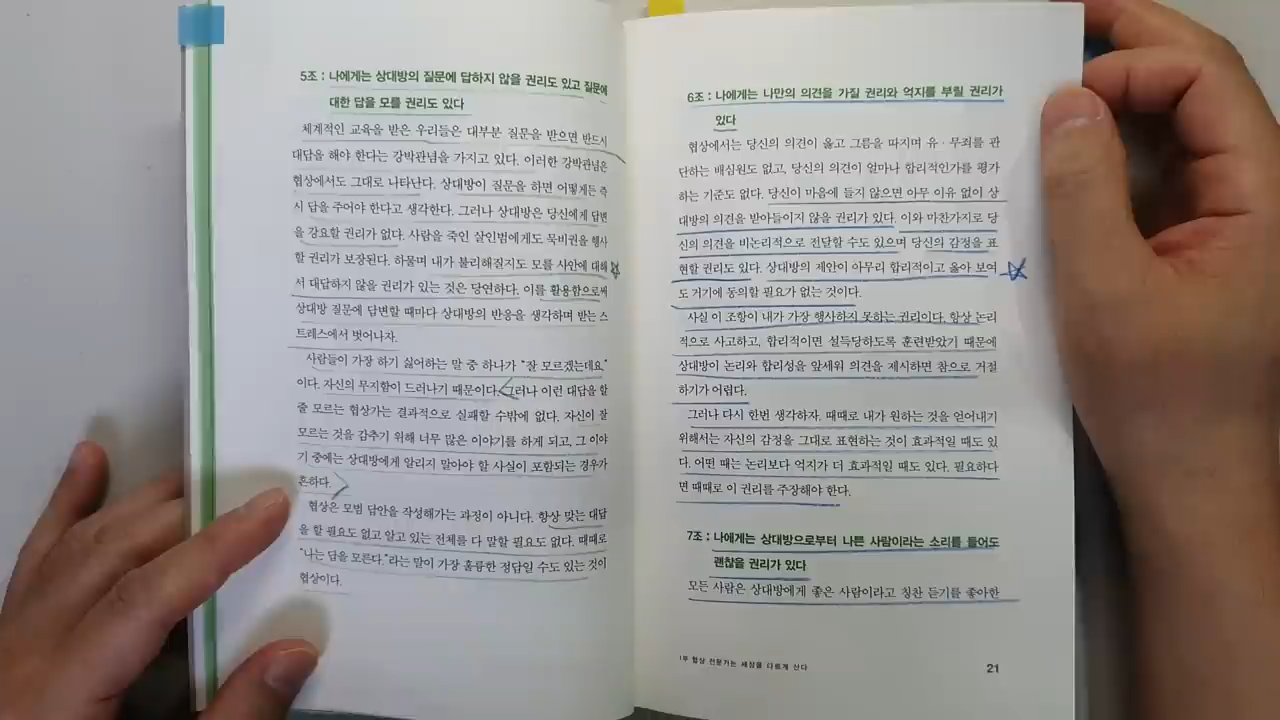 5조 : 나에게는 상대방의 질문에 답하지 않을 권리도 있고 질문에
대한 답을 모를 권리도 있다
체계적인 교육을 받은 우리들은 대부분 질문을 받으면 반드시
대답을 해야 한다는 강박관념을 가지고 있다. 이러한 강박관념은
협상에서도 그대로 나타난다. 상대방이 질문을 하면 어떻게든 즉
시 답을 주어야 한다고 생각한다. 그러나 상대방은 당신에게 답변
을 강요할 권리가 없다. 사람을 죽인 살인범에게도 묵비권을 행사
할 권리가 보장된다. 하물며 내가 불리해질지도 모를 사안에 대해
서 대답하지 않을 권리가 있는 것은 당연하다. 이를 활용함으로써
상대방 질문에 답변할 때마다 상대방의 반응을 생각하며 받는 스
트레스에서 벗어나자.
사람들이 가장 하기 싫어하는 말 중 하나가 “잘 모르겠는데요”
이다. 자신의 무지함이 드러나기 때문이다. 그러나 이런 대답을 할
줄 모르는 협상가는 결과적으로 실패할 수밖에 없다. 자신이 잘
모르는 것을 감추기 위해 너무 많은 이야기를 하게 되고, 그 이야
기 중에는 상대방에게 알리지 말아야 할 사실이 포함되는 경우가
흔하다.
협상은 모범 답안을 작성해가는 과정이 아니다. 항상 맞는 대답
을 할 필요도 없고 알고 있는 전체를 다 말할 필요도 없다. 때때로
“나는 답을 모른다.”라는 말이 가장 훌륭한 정답일 수도 있는 것이
협상이다.
6조 : 나에게는 나만의 의견을 가질 권리와 억지를 부릴 권리가
있다
협상에서는 당신의 의견이 옳고 그름을 따지며 유 · 무죄를 판
단하는 배심원도 없고, 당신의 의견이 얼마나 합리적인가를 평가
하는 기준도 없다. 당신이 마음에 들지 않으면 아무 이유 없이 상
대방의 의견을 받아들이지 않을 권리가 있다. 이와 마찬가지로 당
신의 의견을 비논리적으로 전달할 수도 있으며 당신의 감정을 표
현할 권리도 있다. 상대방의 제안이 아무리 합리적이고 옳아 보여
도 거기에 동의할 필요가 없는 것이다.
사실 이 조항이 내가 가장 행사하지 못하는 권리이다. 항상 논리
적으로 사고하고, 합리적이면 설득당하도록 훈련받았기 때문에
상대방이 논리와 합리성을 앞세워 의견을 제시하면 참으로 거절
하기가 어렵다.
그러나 다시 한번 생각하자. 때때로 내가 원하는 것을 얻어내기
위해서는 자신의 감정을 그대로 표현하는 것이 효과적일 때도 있
다. 어떤 때는 논리보다 억지가 더 효과적일 때도 있다. 필요하다
면 때때로 이 권리를 주장해야 한다.
7조 : 나에게는 상대방으로부터 나쁜 사람이라는 소리를 들어도
괜찮을 권리가 있다
모든 사람은 상대방에게 좋은 사람이라고 칭찬 듣기를 좋아한
1부 협상 전문가는 세상을 다르게 산다
21